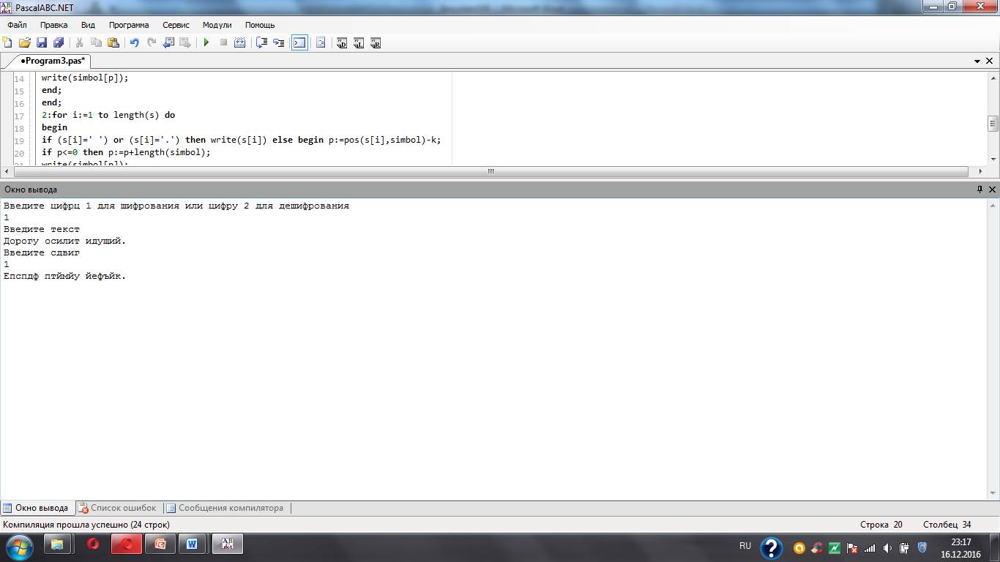 PascalABC.NET
Файл Правка Вид Программа Сервис Модули Помощь
•Program3.pas*
14 write(simbol[p]);
15 end;
16 end;
17 2:for i:=1 to length(s) do
18 begin
19 if (s[i]=' ') or (s[i]='.') then write(s[i]) else begin p:=pos(s[i],simbol)-k;
20 if p<=0 then p:=p+length(simbol);
21 write(simbol[p]);
Окно вывода
Введите цифрц 1 для шифрования или цифру 2 для дешифрования
1
Введите текст
Дорогу осилит идущий.
Введите сдвиг
1
Епспдф птймйу йефъйк.
Окно вывода Список ошибок Сообщения компилятора
Компиляция прошла успешно (24 строк) Строка 20 Столбец 34
RU 23:17
16.12.2016